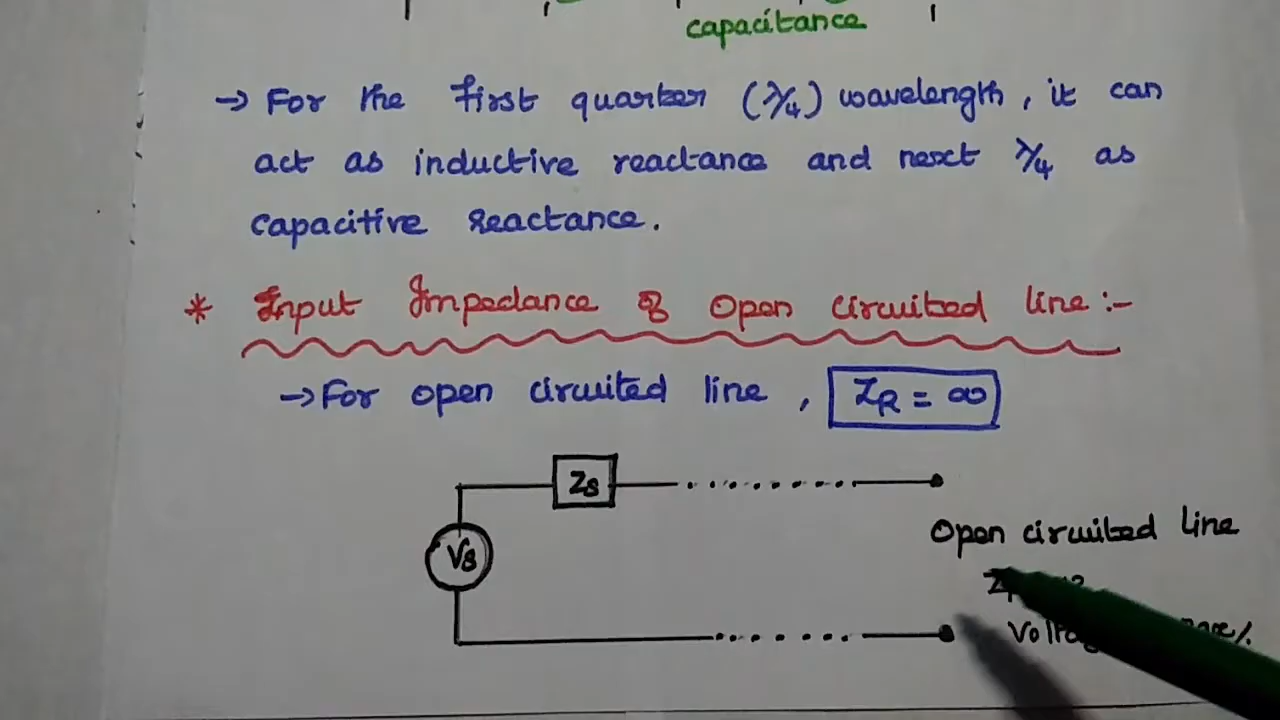 capacitance
→ For the first quarter (λ/4) wavelength, it can
act as inductive reactance and next λ/4 as
capacitive reactance.
* Input Impedance of Open circuited line:-
→ For open circuited line, ZR = ∞
Zs
Vs
Open circuited line